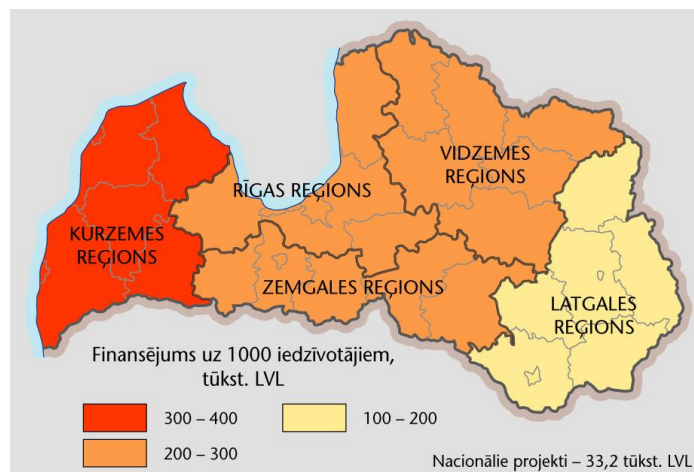 VIDZEMES
REĢIONS
RĪGAS REĢIONS
KURZEMES
REĢIONS
ZEMGALES REĢIONS
LATGALES
REĢIONS
Finansējums uz 1000 iedzīvotājiem,
tūkst. LVL
300 – 400
100 – 200
200 – 300
Nacionālie projekti – 33,2 tūkst. LVL